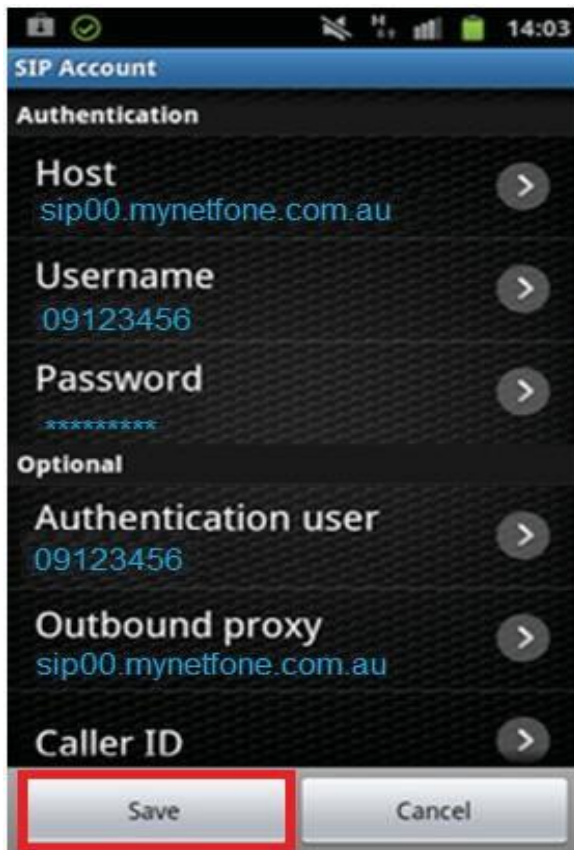 14:03
SIP Account
Authentication
Host
sip00.mynetfone.com.au
Username
09123456
Password
*********
Optional
Authentication user
09123456
Outbound proxy
sip00.mynetfone.com.au
Caller ID
Save Cancel